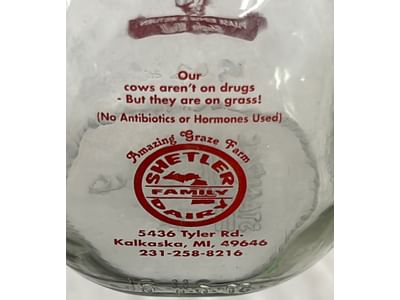 Our
cows aren't on drugs
- But they are on grass!
(No Antibiotics or Hormones Used)
Amazing Graze Farm
SHETLER
FAMILY
DAIRY
5436 Tyler Rd.
Kalkaska, MI, 49646
231-258-8216